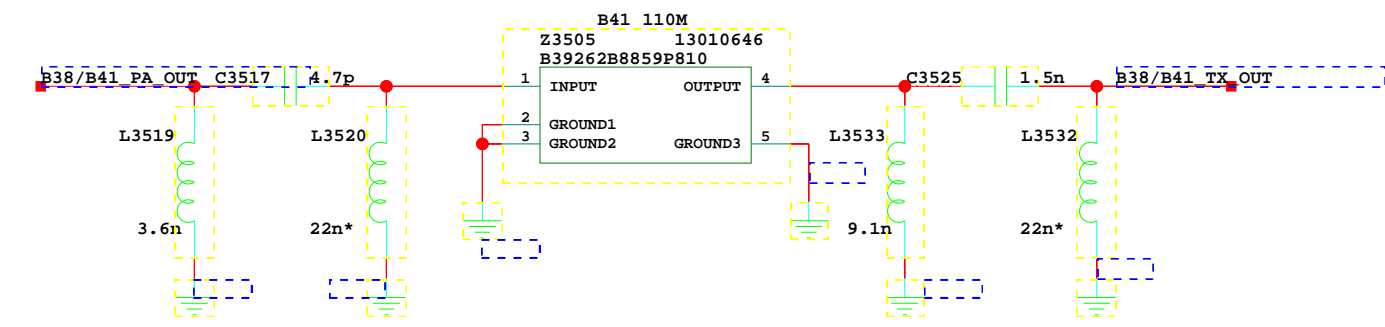 B41 110M
Z3505 13010646
B39262B8859P810
B38/B41_PA_OUT C3517 4.7p
1 INPUT OUTPUT 4
C3525 1.5n B38/B41_TX_OUT
2 GROUND1
3 GROUND2 GROUND3 5
L3519 L3520 L3533 L3532
3.6n 22n* 9.1n 22n*